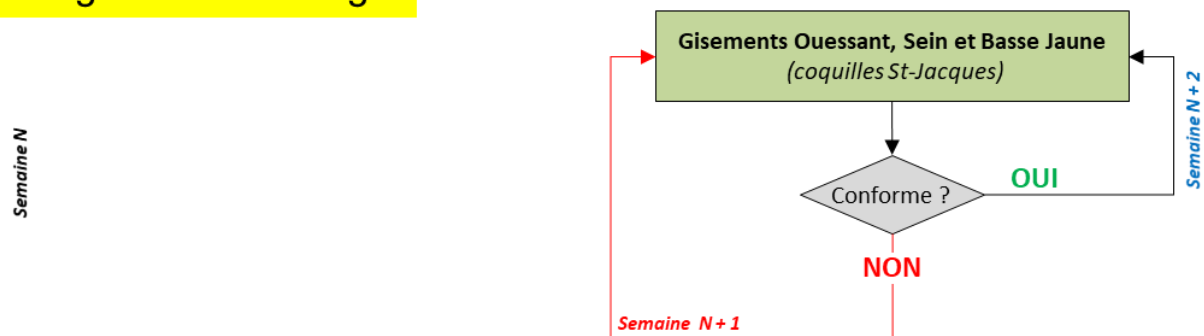 Gisements Ouessant, Sein et Basse Jaune
(coquilles St-Jacques)
Semaine N + 2
Semaine N
Conforme ?
OUI
NON
Semaine N + 1